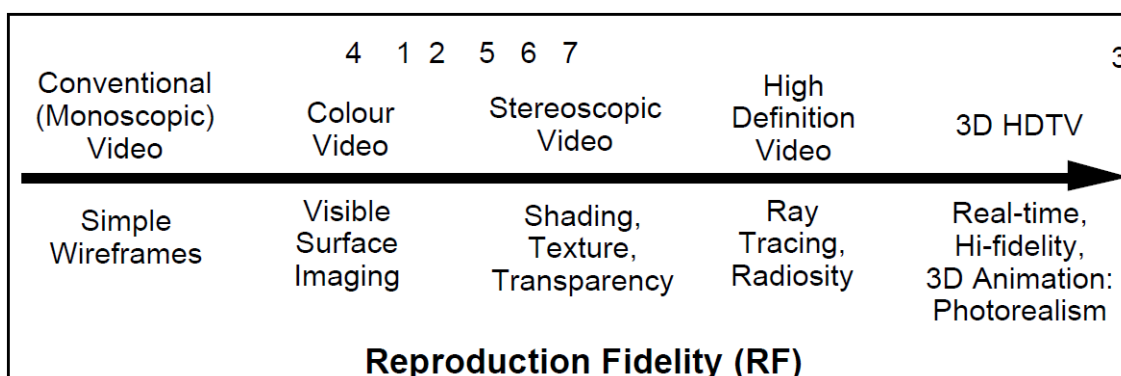 4 1 2 5 6 7 3
Conventional
(Monoscopic)
Video
Colour
Video
Stereoscopic
Video
High
Definition
Video
3D HDTV
Simple
Wireframes
Visible
Surface
Imaging
Shading,
Texture,
Transparency
Ray
Tracing,
Radiosity
Real-time,
Hi-fidelity,
3D Animation:
Photorealism
Reproduction Fidelity (RF)